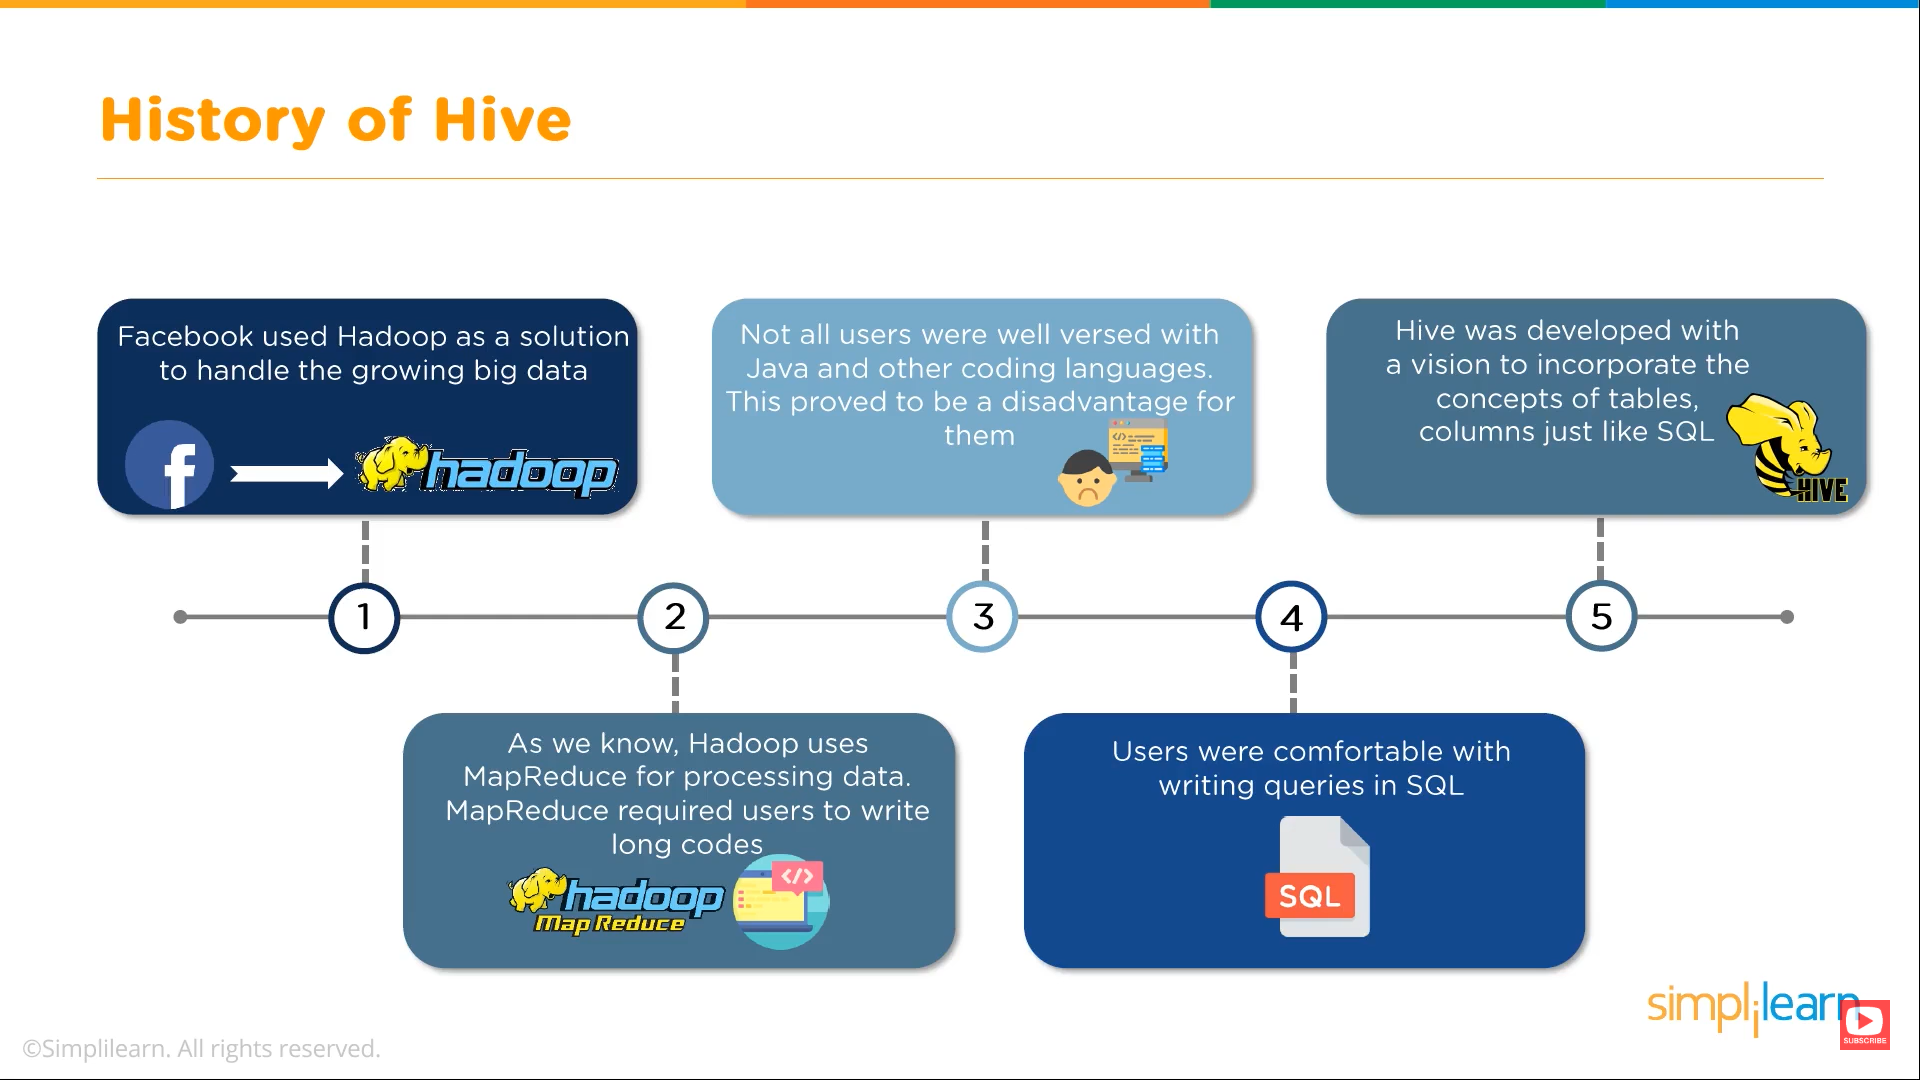 History of Hive
Facebook used Hadoop as a solution
to handle the growing big data
f
hadoop
Not all users were well versed with
Java and other coding languages.
This proved to be a disadvantage for
them
</>
Hive was developed with
a vision to incorporate the
concepts of tables,
columns just like SQL
HIVE
1
2
3
4
5
As we know, Hadoop uses
MapReduce for processing data.
MapReduce required users to write
long codes
hadoop
Map Reduce
</>
Users were comfortable with
writing queries in SQL
SQL
simplilearn
SUBSCRIBE
©Simplilearn. All rights reserved.